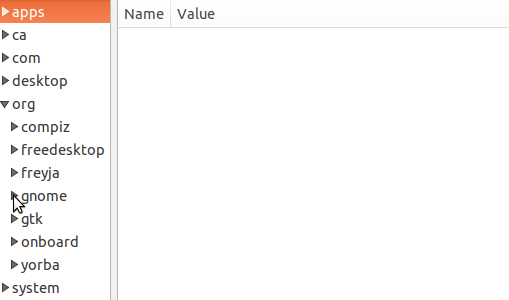 apps
Name Value
ca
com
desktop
org
compiz
freedesktop
freyja
gnome
gtk
onboard
yorba
system